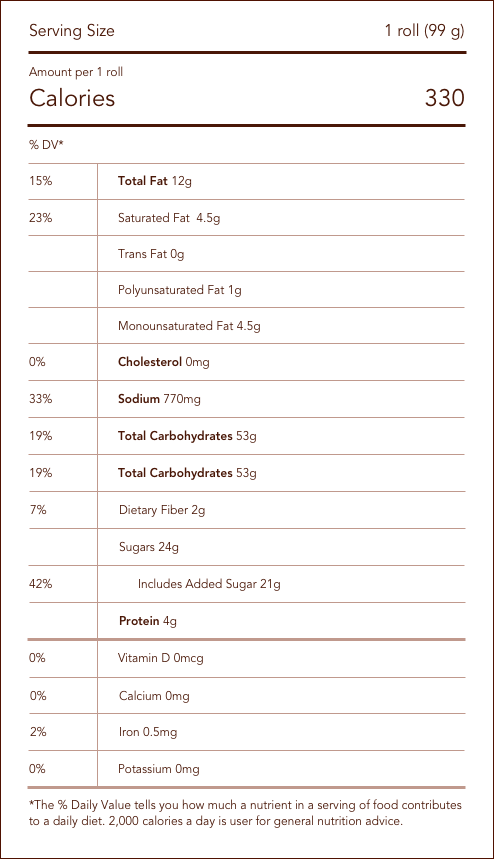 Serving Size 1 roll (99 g)
Amount per 1 roll
Calories 330
% DV*
15% Total Fat 12g
23% Saturated Fat 4.5g
Trans Fat 0g
Polyunsaturated Fat 1g
Monounsaturated Fat 4.5g
0% Cholesterol 0mg
33% Sodium 770mg
19% Total Carbohydrates 53g
19% Total Carbohydrates 53g
7% Dietary Fiber 2g
Sugars 24g
42% Includes Added Sugar 21g
Protein 4g
0% Vitamin D 0mcg
0% Calcium 0mg
2% Iron 0.5mg
0% Potassium 0mg
*The % Daily Value tells you how much a nutrient in a serving of food contributes
to a daily diet. 2,000 calories a day is user for general nutrition advice.